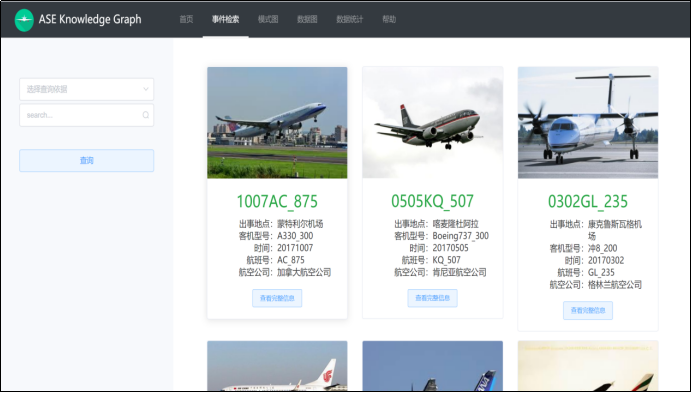 ASE Knowledge Graph 首页 事件检索 模式图 数据图 数据统计 帮助
选择查询依据
search...
查询
1007AC_875
出事地点：蒙特利尔机场
客机型号：A330_300
时间：20171007
航班号：AC_875
航空公司：加拿大航空公司
查看完整信息
0505KQ_507
出事地点：喀麦隆杜阿拉
客机型号：Boeing737_300
时间：20170505
航班号：KQ_507
航空公司：肯尼亚航空公司
查看完整信息
0302GL_235
出事地点：康克鲁斯瓦格机
场
客机型号：冲8_200
时间：20170302
航班号：GL_235
航空公司：格林兰航空公司
查看完整信息